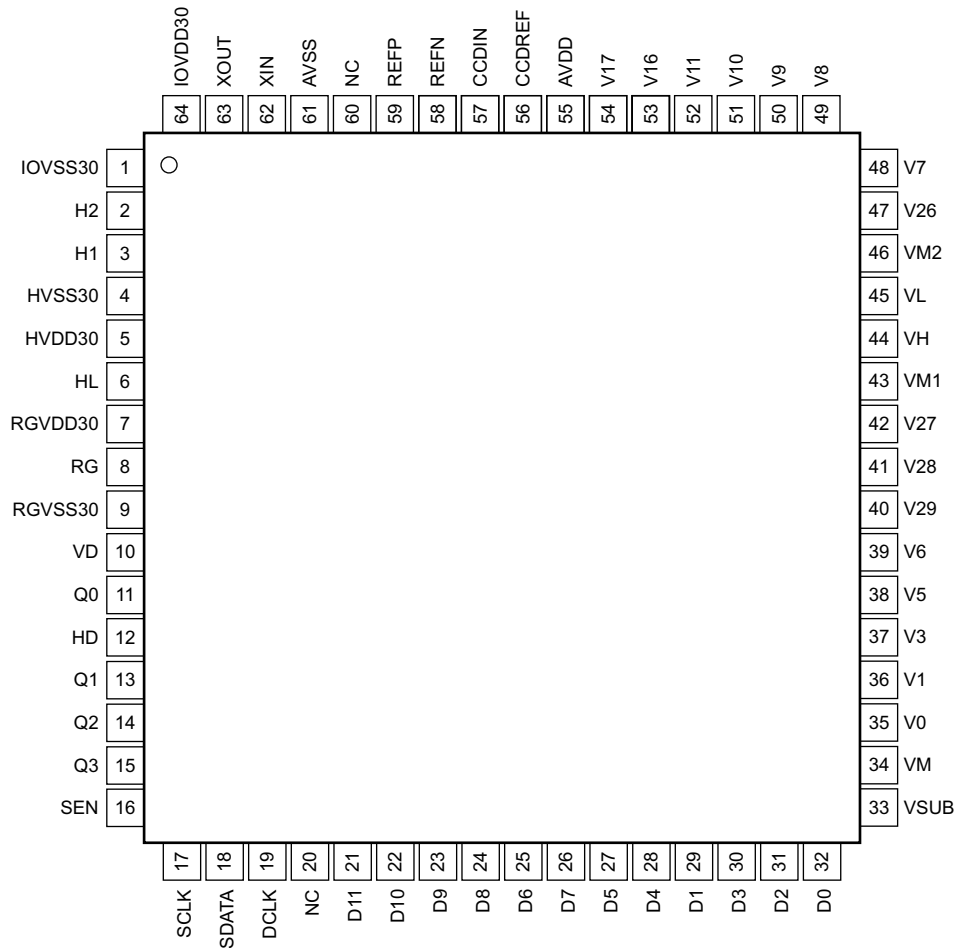 IOVDD30 XOUT XIN AVSS NC REFP REFN CCDIN CCDREF AVDD V17 V16 V11 V10 V9 V8
64 63 62 61 60 59 58 57 56 55 54 53 52 51 50 49
IOVSS30 1 48 V7
H2 2 47 V26
H1 3 46 VM2
HVSS30 4 45 VL
HVDD30 5 44 VH
HL 6 43 VM1
RGVDD30 7 42 V27
RG 8 41 V28
RGVSS30 9 40 V29
VD 10 39 V6
Q0 11 38 V5
HD 12 37 V3
Q1 13 36 V1
Q2 14 35 V0
Q3 15 34 VM
SEN 16 33 VSUB
17 18 19 20 21 22 23 24 25 26 27 28 29 30 31 32
SCLK SDATA DCLK NC D11 D10 D9 D8 D6 D7 D5 D4 D1 D3 D2 D0